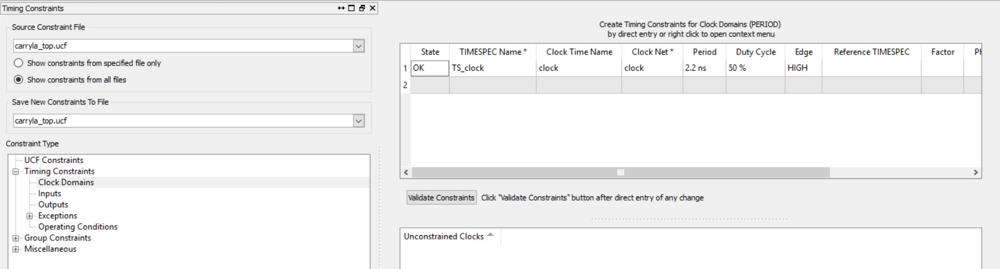 Timing Constraints
Source Constraint File
carryla_top.ucf
Show constraints from specified file only
Show constraints from all files
Save New Constraints To File
carryla_top.ucf
Constraint Type
UCF Constraints
Timing Constraints
Clock Domains
Inputs
Outputs
Exceptions
Operating Conditions
Group Constraints
Miscellaneous
Create Timing Constraints for Clock Domains (PERIOD)
by direct entry or right click to open context menu
State TIMESPEC Name * Clock Time Name Clock Net * Period Duty Cycle Edge Reference TIMESPEC Factor
1 OK TS_clock clock clock 2.2 ns 50 % HIGH
2
Validate Constraints Click "Validate Constraints" button after direct entry of any change
Unconstrained Clocks